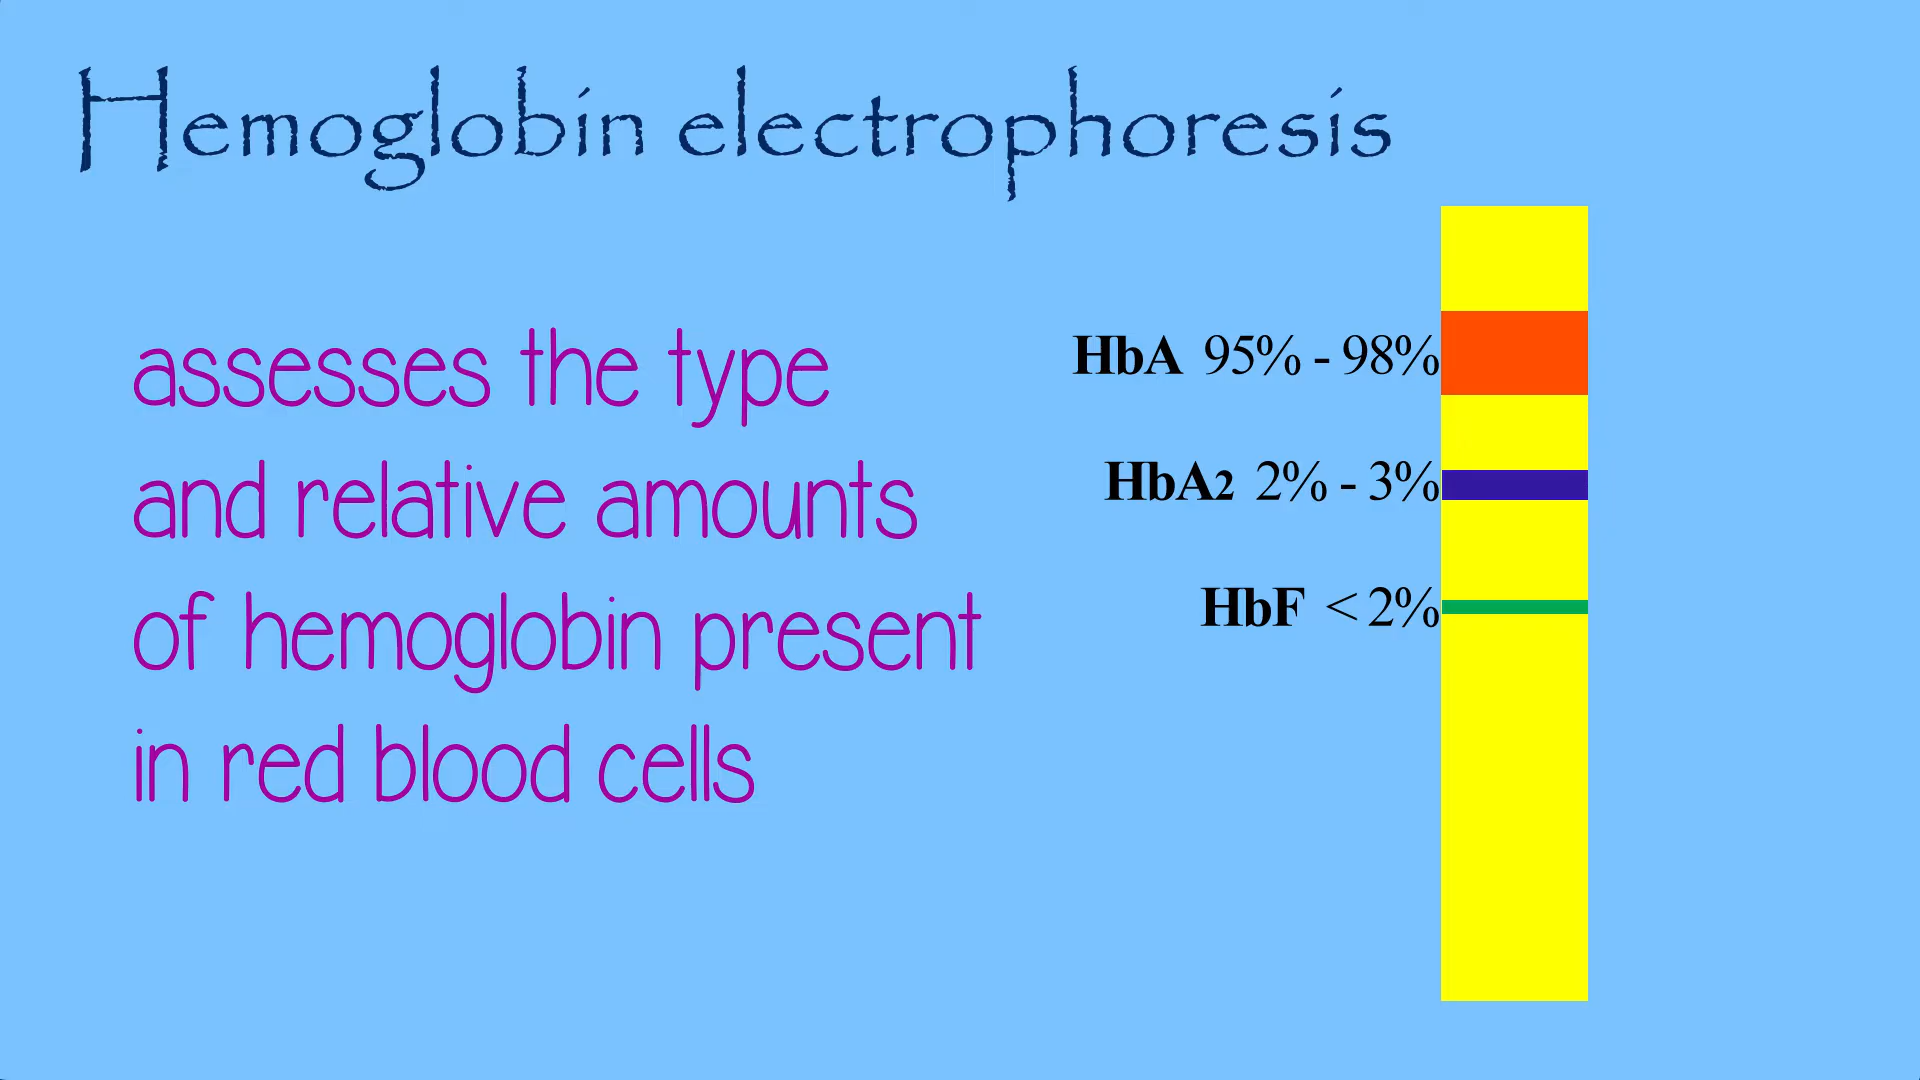 Hemoglobin electrophoresis
assesses the type
and relative amounts
of hemoglobin present
in red blood cells
HbA 95% - 98%
HbA2 2% - 3%
HbF < 2%